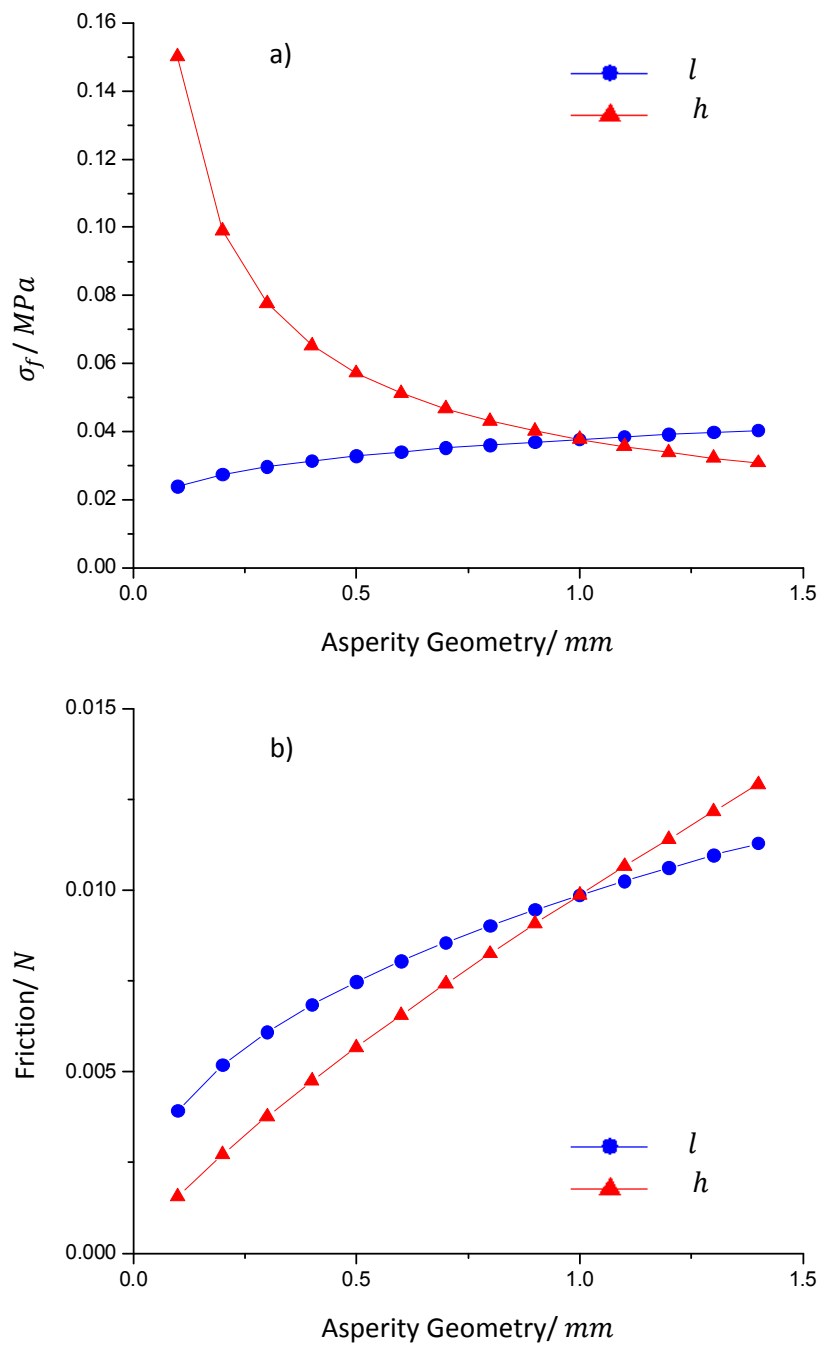 a)
l
h
0.16
0.14
0.12
0.10
0.08
0.06
0.04
0.02
0.00
σf / MPa
0.0
0.5
1.0
1.5
Asperity Geometry/ mm
b)
0.015
0.010
0.005
0.000
Friction/ N
l
h
0.0
0.5
1.0
1.5
Asperity Geometry/ mm